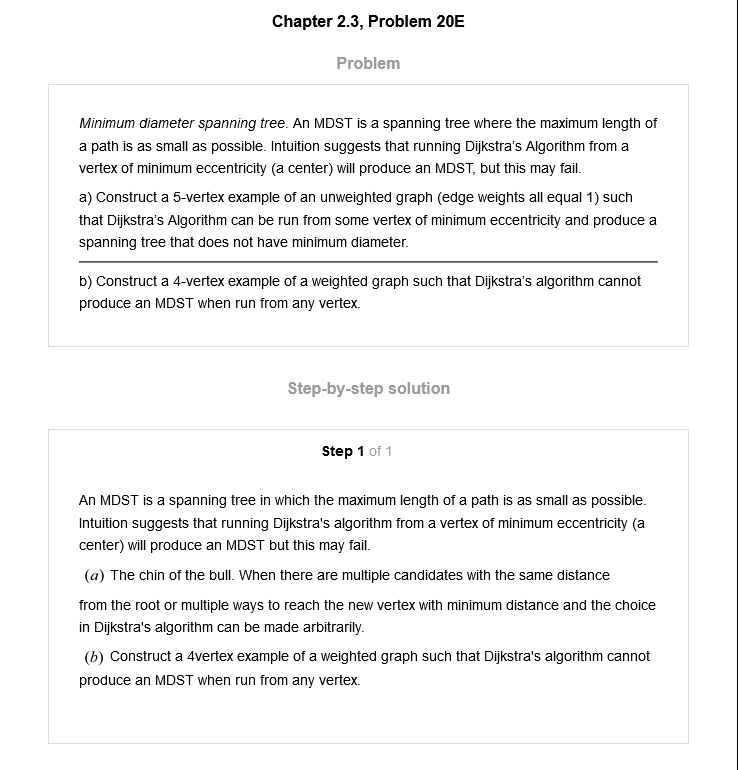 Chapter 2.3, Problem 20E
Problem
Minimum diameter spanning tree. An MDST is a spanning tree where the maximum length of
a path is as small as possible. Intuition suggests that running Dijkstra's Algorithm from a
vertex of minimum eccentricity (a center) will produce an MDST, but this may fail.
a) Construct a 5-vertex example of an unweighted graph (edge weights all equal 1) such
that Dijkstra's Algorithm can be run from some vertex of minimum eccentricity and produce a
spanning tree that does not have minimum diameter.
b) Construct a 4-vertex example of a weighted graph such that Dijkstra's algorithm cannot
produce an MDST when run from any vertex.
Step-by-step solution
Step 1 of 1
An MDST is a spanning tree in which the maximum length of a path is as small as possible.
Intuition suggests that running Dijkstra's algorithm from a vertex of minimum eccentricity (a
center) will produce an MDST but this may fail.
(a) The chin of the bull. When there are multiple candidates with the same distance
from the root or multiple ways to reach the new vertex with minimum distance and the choice
in Dijkstra's algorithm can be made arbitrarily.
(b) Construct a 4vertex example of a weighted graph such that Dijkstra's algorithm cannot
produce an MDST when run from any vertex.